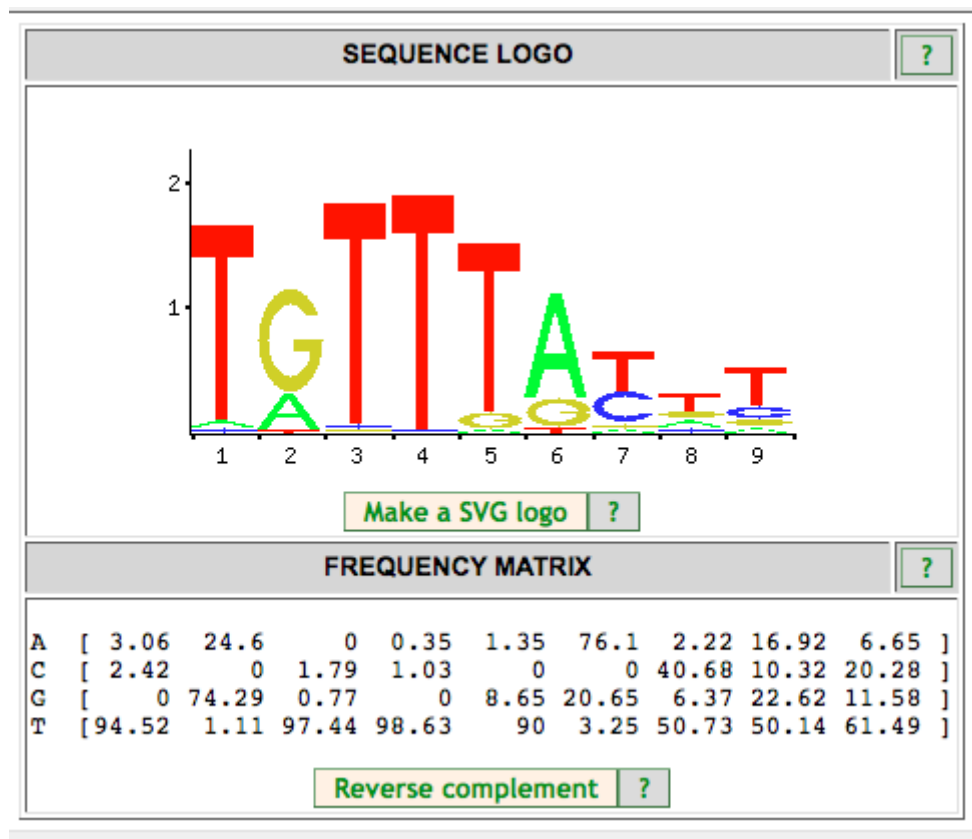 SEQUENCE LOGO ?
2
1
T G T T T A T T T
A G C G C
G A G
1 2 3 4 5 6 7 8 9
Make a SVG logo ?
FREQUENCY MATRIX ?
A [ 3.06 24.6 0 0.35 1.35 76.1 2.22 16.92 6.65 ]
C [ 2.42 0 1.79 1.03 0 0 40.68 10.32 20.28 ]
G [ 0 74.29 0.77 0 8.65 20.65 6.37 22.62 11.58 ]
T [94.52 1.11 97.44 98.63 90 3.25 50.73 50.14 61.49 ]
Reverse complement ?